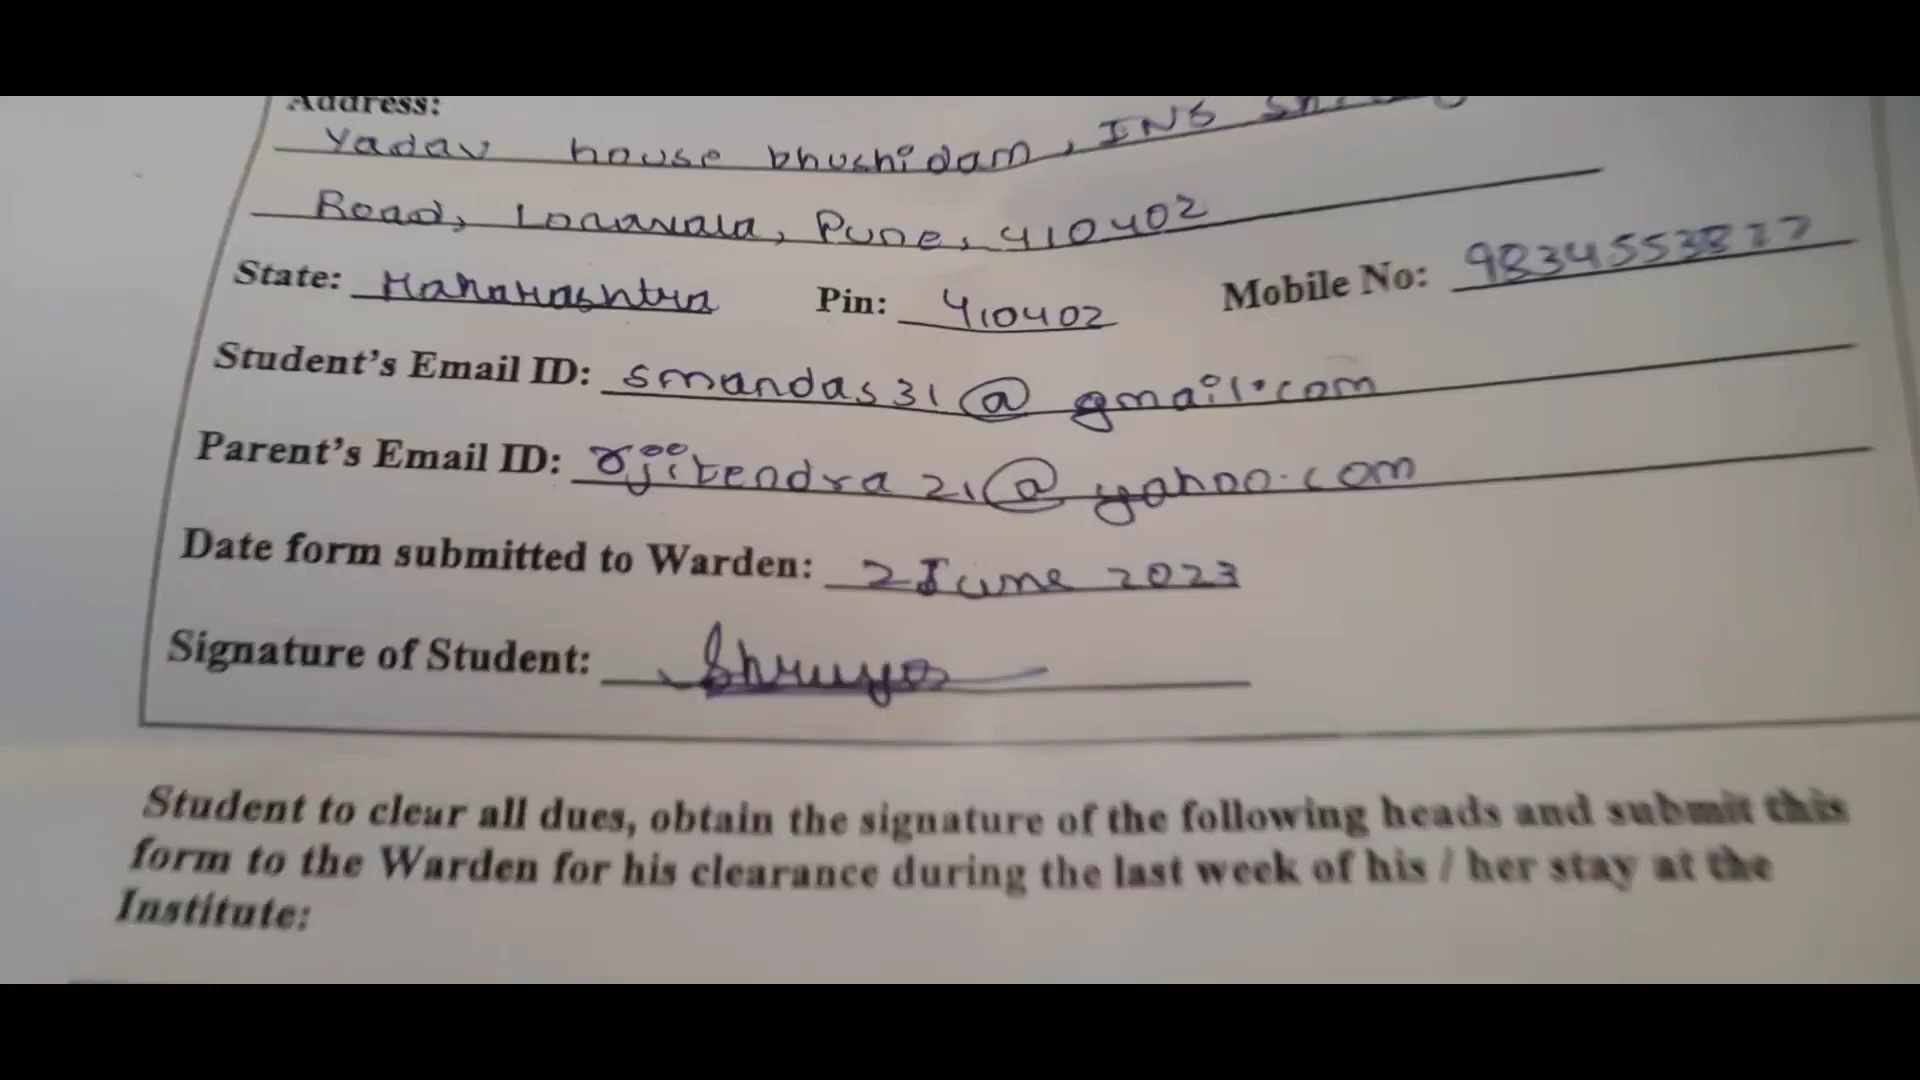 Address:
Yadav house bhushidam, INS
Road, Lonavala, Pune, 410402
State: Maharashtra Pin: 410402 Mobile No:
Student's Email ID: smandas31@gmail.com
Parent's Email ID: rjitendra21@yahoo.com
Date form submitted to Warden: 2 June 2023
Signature of Student:
Student to clear all dues, obtain the signature of the following heads and submit this
form to the Warden for his clearance during the last week of his / her stay at the
Institute: